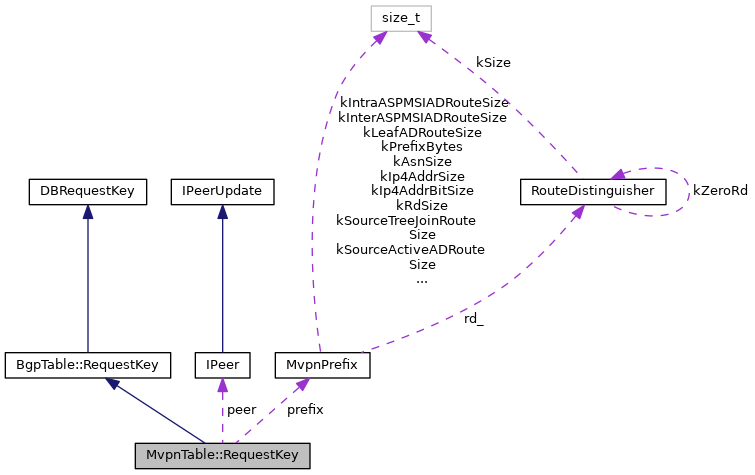 size_t
kSize
kIntraASPMSIADRouteSize
kInterASPMSIADRouteSize
kLeafADRouteSize
kPrefixBytes
kAsnSize
kIp4AddrSize
kIp4AddrBitSize
kRdSize
kSourceTreeJoinRoute
Size
kSourceActiveADRoute
Size
...
DBRequestKey
IPeerUpdate
RouteDistinguisher
kZeroRd
rd_
BgpTable::RequestKey
IPeer
MvpnPrefix
peer
prefix
MvpnTable::RequestKey